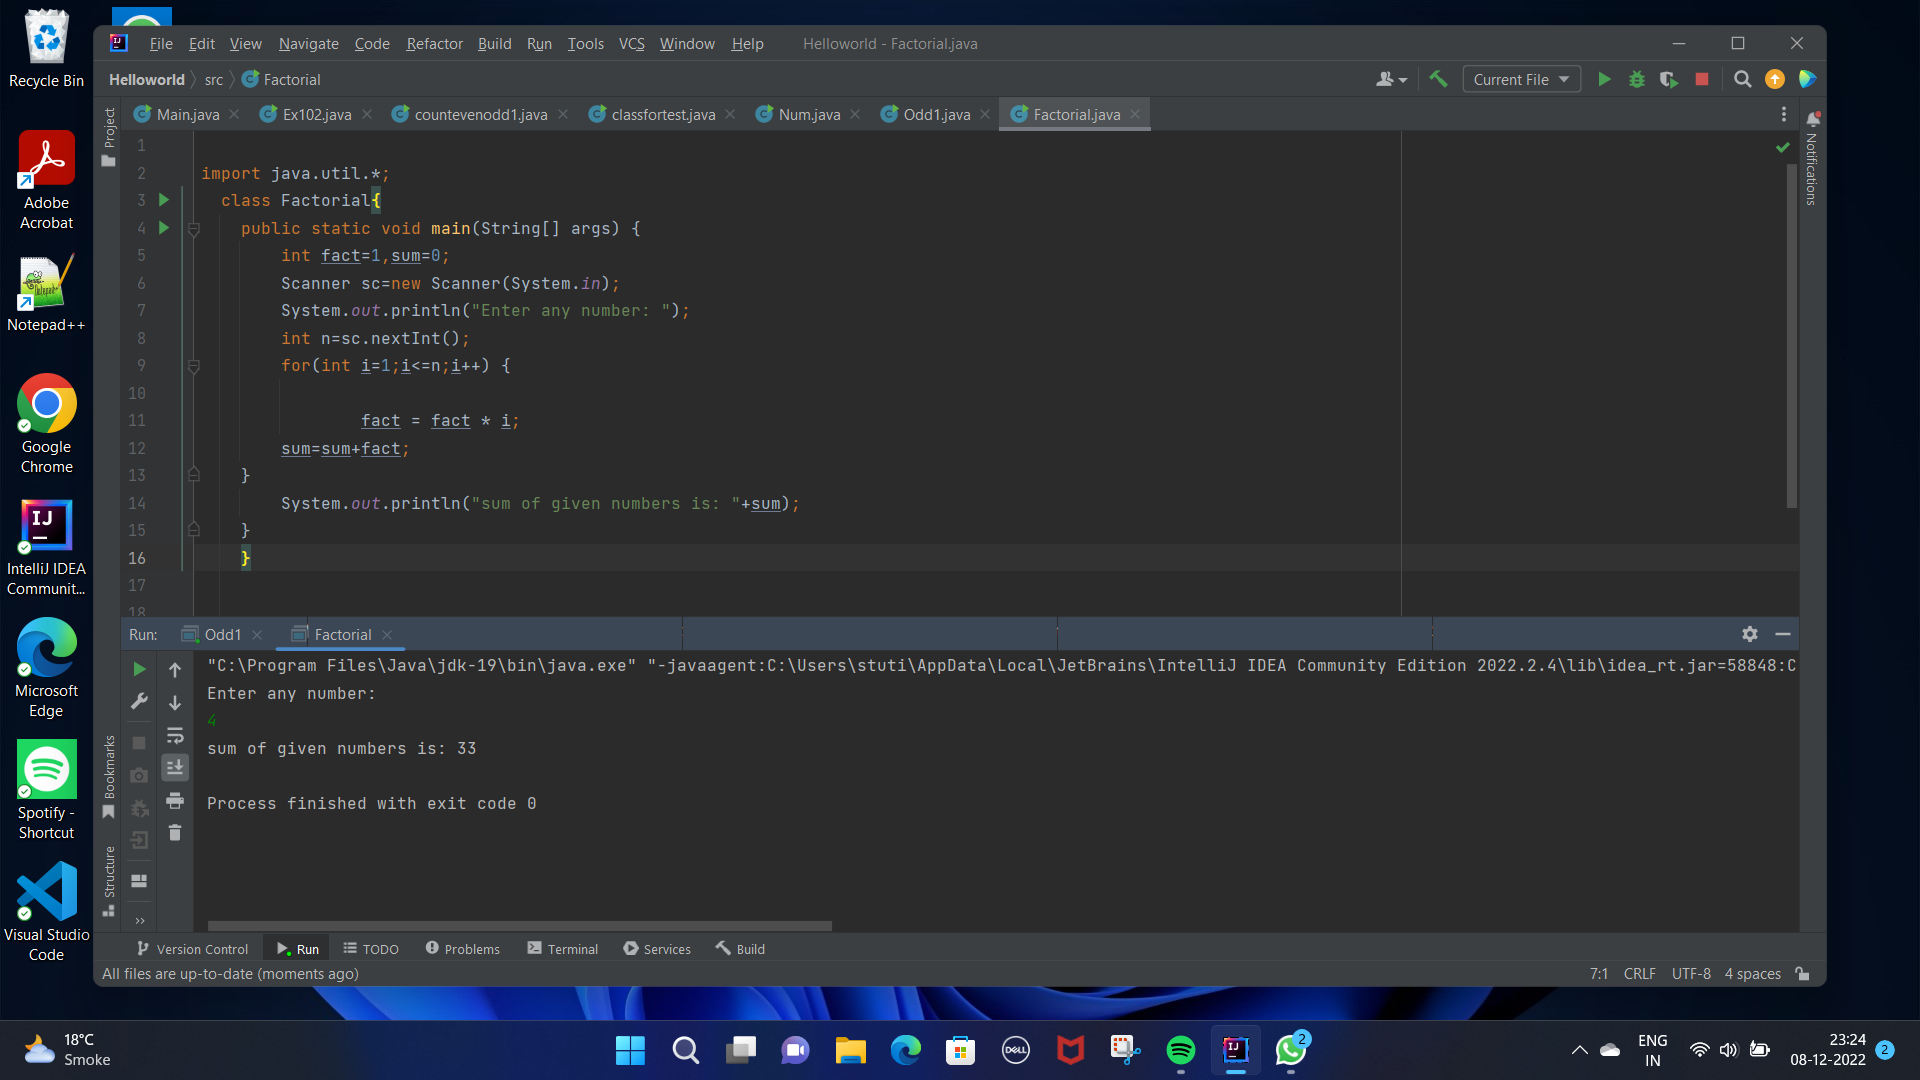 Recycle Bin
Adobe
Acrobat
Notepad++
Google
Chrome
IntelliJ IDEA
Communit...
Microsoft
Edge
Spotify -
Shortcut
Visual Studio
Code
File Edit View Navigate Code Refactor Build Run Tools VCS Window Help Helloworld - Factorial.java
Helloworld src Factorial Current File
Main.java Ex102.java countevenodd1.java classfortest.java Num.java Odd1.java Factorial.java
Project
Notifications
1
2 import java.util.*;
3 class Factorial{
4 public static void main(String[] args) {
5 int fact=1,sum=0;
6 Scanner sc=new Scanner(System.in);
7 System.out.println("Enter any number: ");
8 int n=sc.nextInt();
9 for(int i=1;i<=n;i++) {
10
11 fact = fact * i;
12 sum=sum+fact;
13 }
14 System.out.println("sum of given numbers is: "+sum);
15 }
16 }
17
18
Run: Odd1 Factorial
"C:\Program Files\Java\jdk-19\bin\java.exe" "-javaagent:C:\Users\stuti\AppData\Local\JetBrains\IntelliJ IDEA Community Edition 2022.2.4\lib\idea_rt.jar=58848:C
Enter any number:
4
sum of given numbers is: 33
Process finished with exit code 0
Bookmarks
Structure
Version Control Run TODO Problems Terminal Services Build
All files are up-to-date (moments ago) 7:1 CRLF UTF-8 4 spaces
18°C
Smoke
DELL
2
ENG
IN
23:24
08-12-2022
2